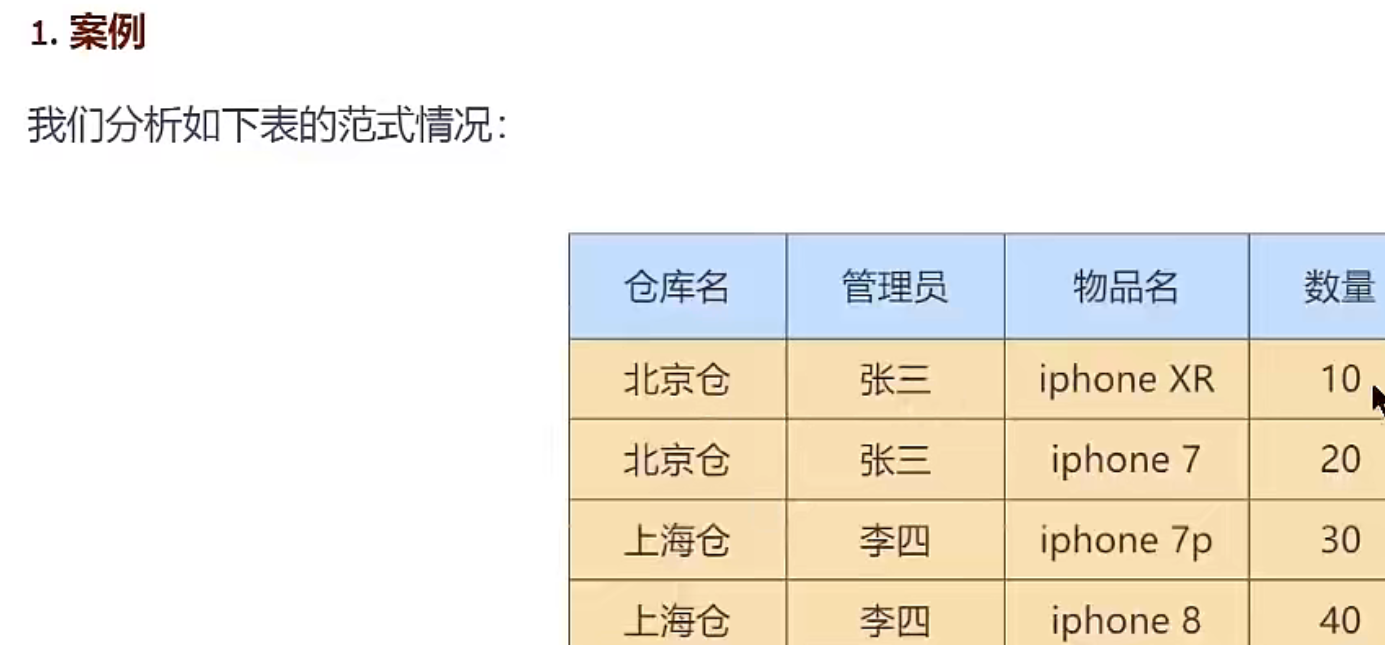 1. 案例
我们分析如下表的范式情况：
仓库名 管理员 物品名 数量
北京仓 张三 iphone XR 10
北京仓 张三 iphone 7 20
上海仓 李四 iphone 7p 30
上海仓 李四 iphone 8 40